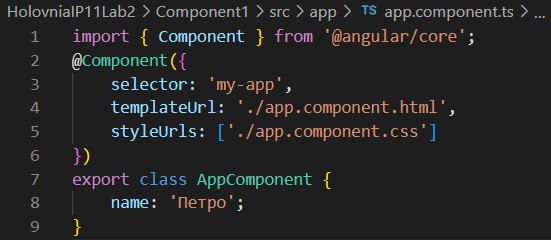 HolovniaIP11Lab2 > Component1 > src > app > TS app.component.ts > ...
1 import { Component } from '@angular/core';
2 @Component({
3     selector: 'my-app',
4     templateUrl: './app.component.html',
5     styleUrls: ['./app.component.css']
6 })
7 export class AppComponent {
8     name: 'Петро';
9 }